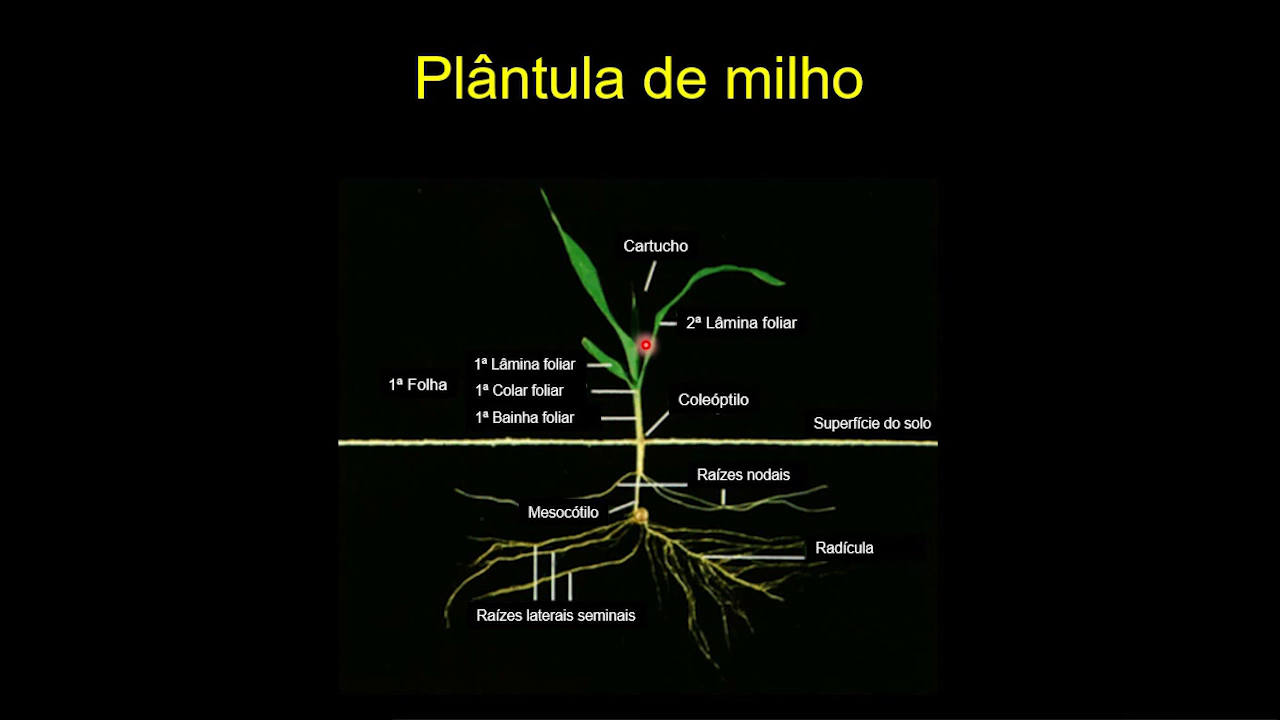 Plântula de milho
Cartucho
2ª Lâmina foliar
1ª Lâmina foliar
1ª Folha
1ª Colar foliar
Coleóptilo
1ª Bainha foliar
Superfície do solo
Raízes nodais
Mesocótilo
Radícula
Raízes laterais seminais